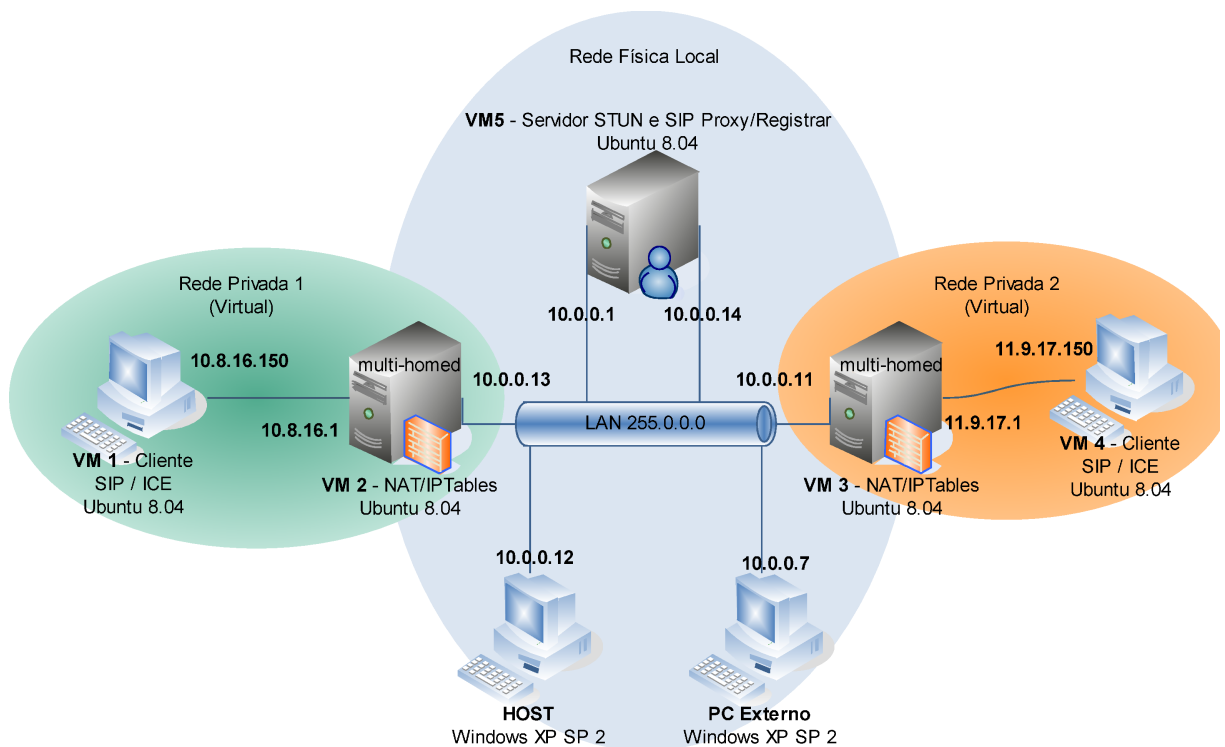 Rede Física Local
VM5 - Servidor STUN e SIP Proxy/Registrar
Ubuntu 8.04
Rede Privada 1
(Virtual)
Rede Privada 2
(Virtual)
10.0.0.1
10.0.0.14
10.8.16.150
multi-homed
10.0.0.13
10.0.0.11
multi-homed
11.9.17.150
10.8.16.1
LAN 255.0.0.0
11.9.17.1
VM 1 - Cliente
SIP / ICE
Ubuntu 8.04
VM 2 - NAT/IPTables
Ubuntu 8.04
VM 3 - NAT/IPTables
Ubuntu 8.04
VM 4 - Cliente
SIP / ICE
Ubuntu 8.04
10.0.0.12
10.0.0.7
HOST
Windows XP SP 2
PC Externo
Windows XP SP 2